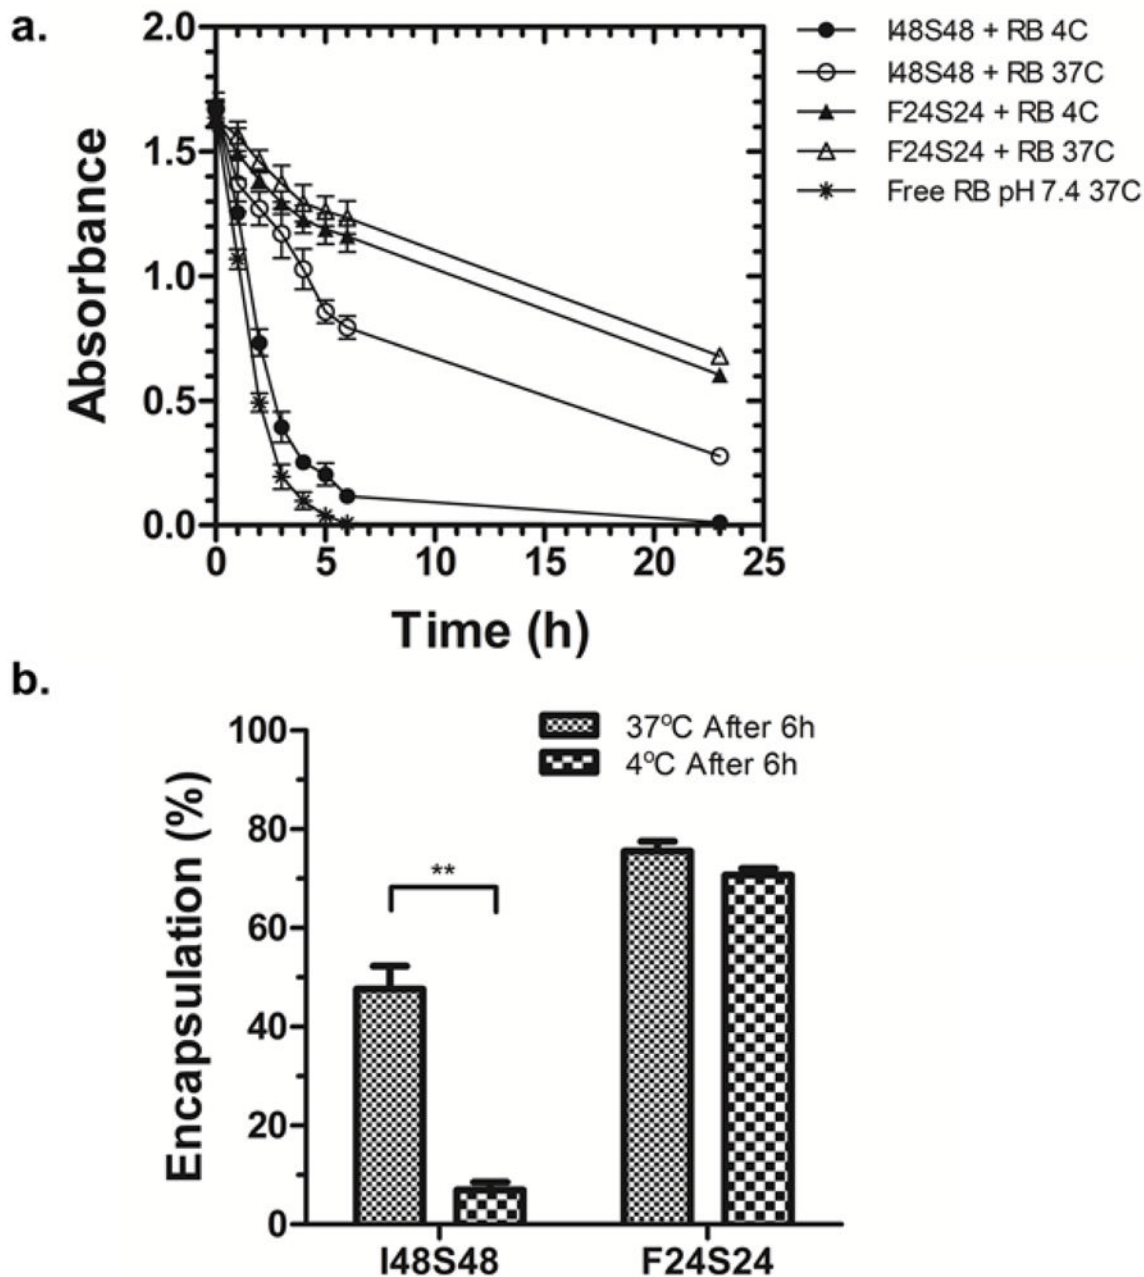 a.
2.0
1.5
1.0
0.5
0.0
Absorbance
0 5 10 15 20 25
Time (h)
I48S48 + RB 4C
I48S48 + RB 37C
F24S24 + RB 4C
F24S24 + RB 37C
Free RB pH 7.4 37C
b.
100
80
60
40
20
0
Encapsulation (%)
37°C After 6h
4°C After 6h
**
I48S48 F24S24